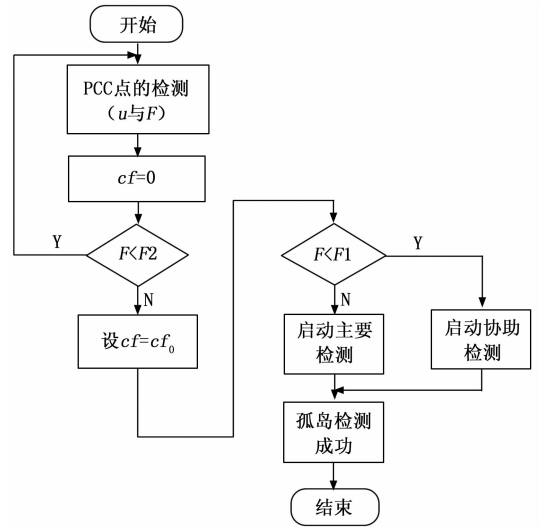 开始
PCC点的检测
（u与F）
cf=0
F<F2
Y
N
设cf=cf₀
F<F1
Y
N
启动主要
检测
启动协助
检测
孤岛检测
成功
结束